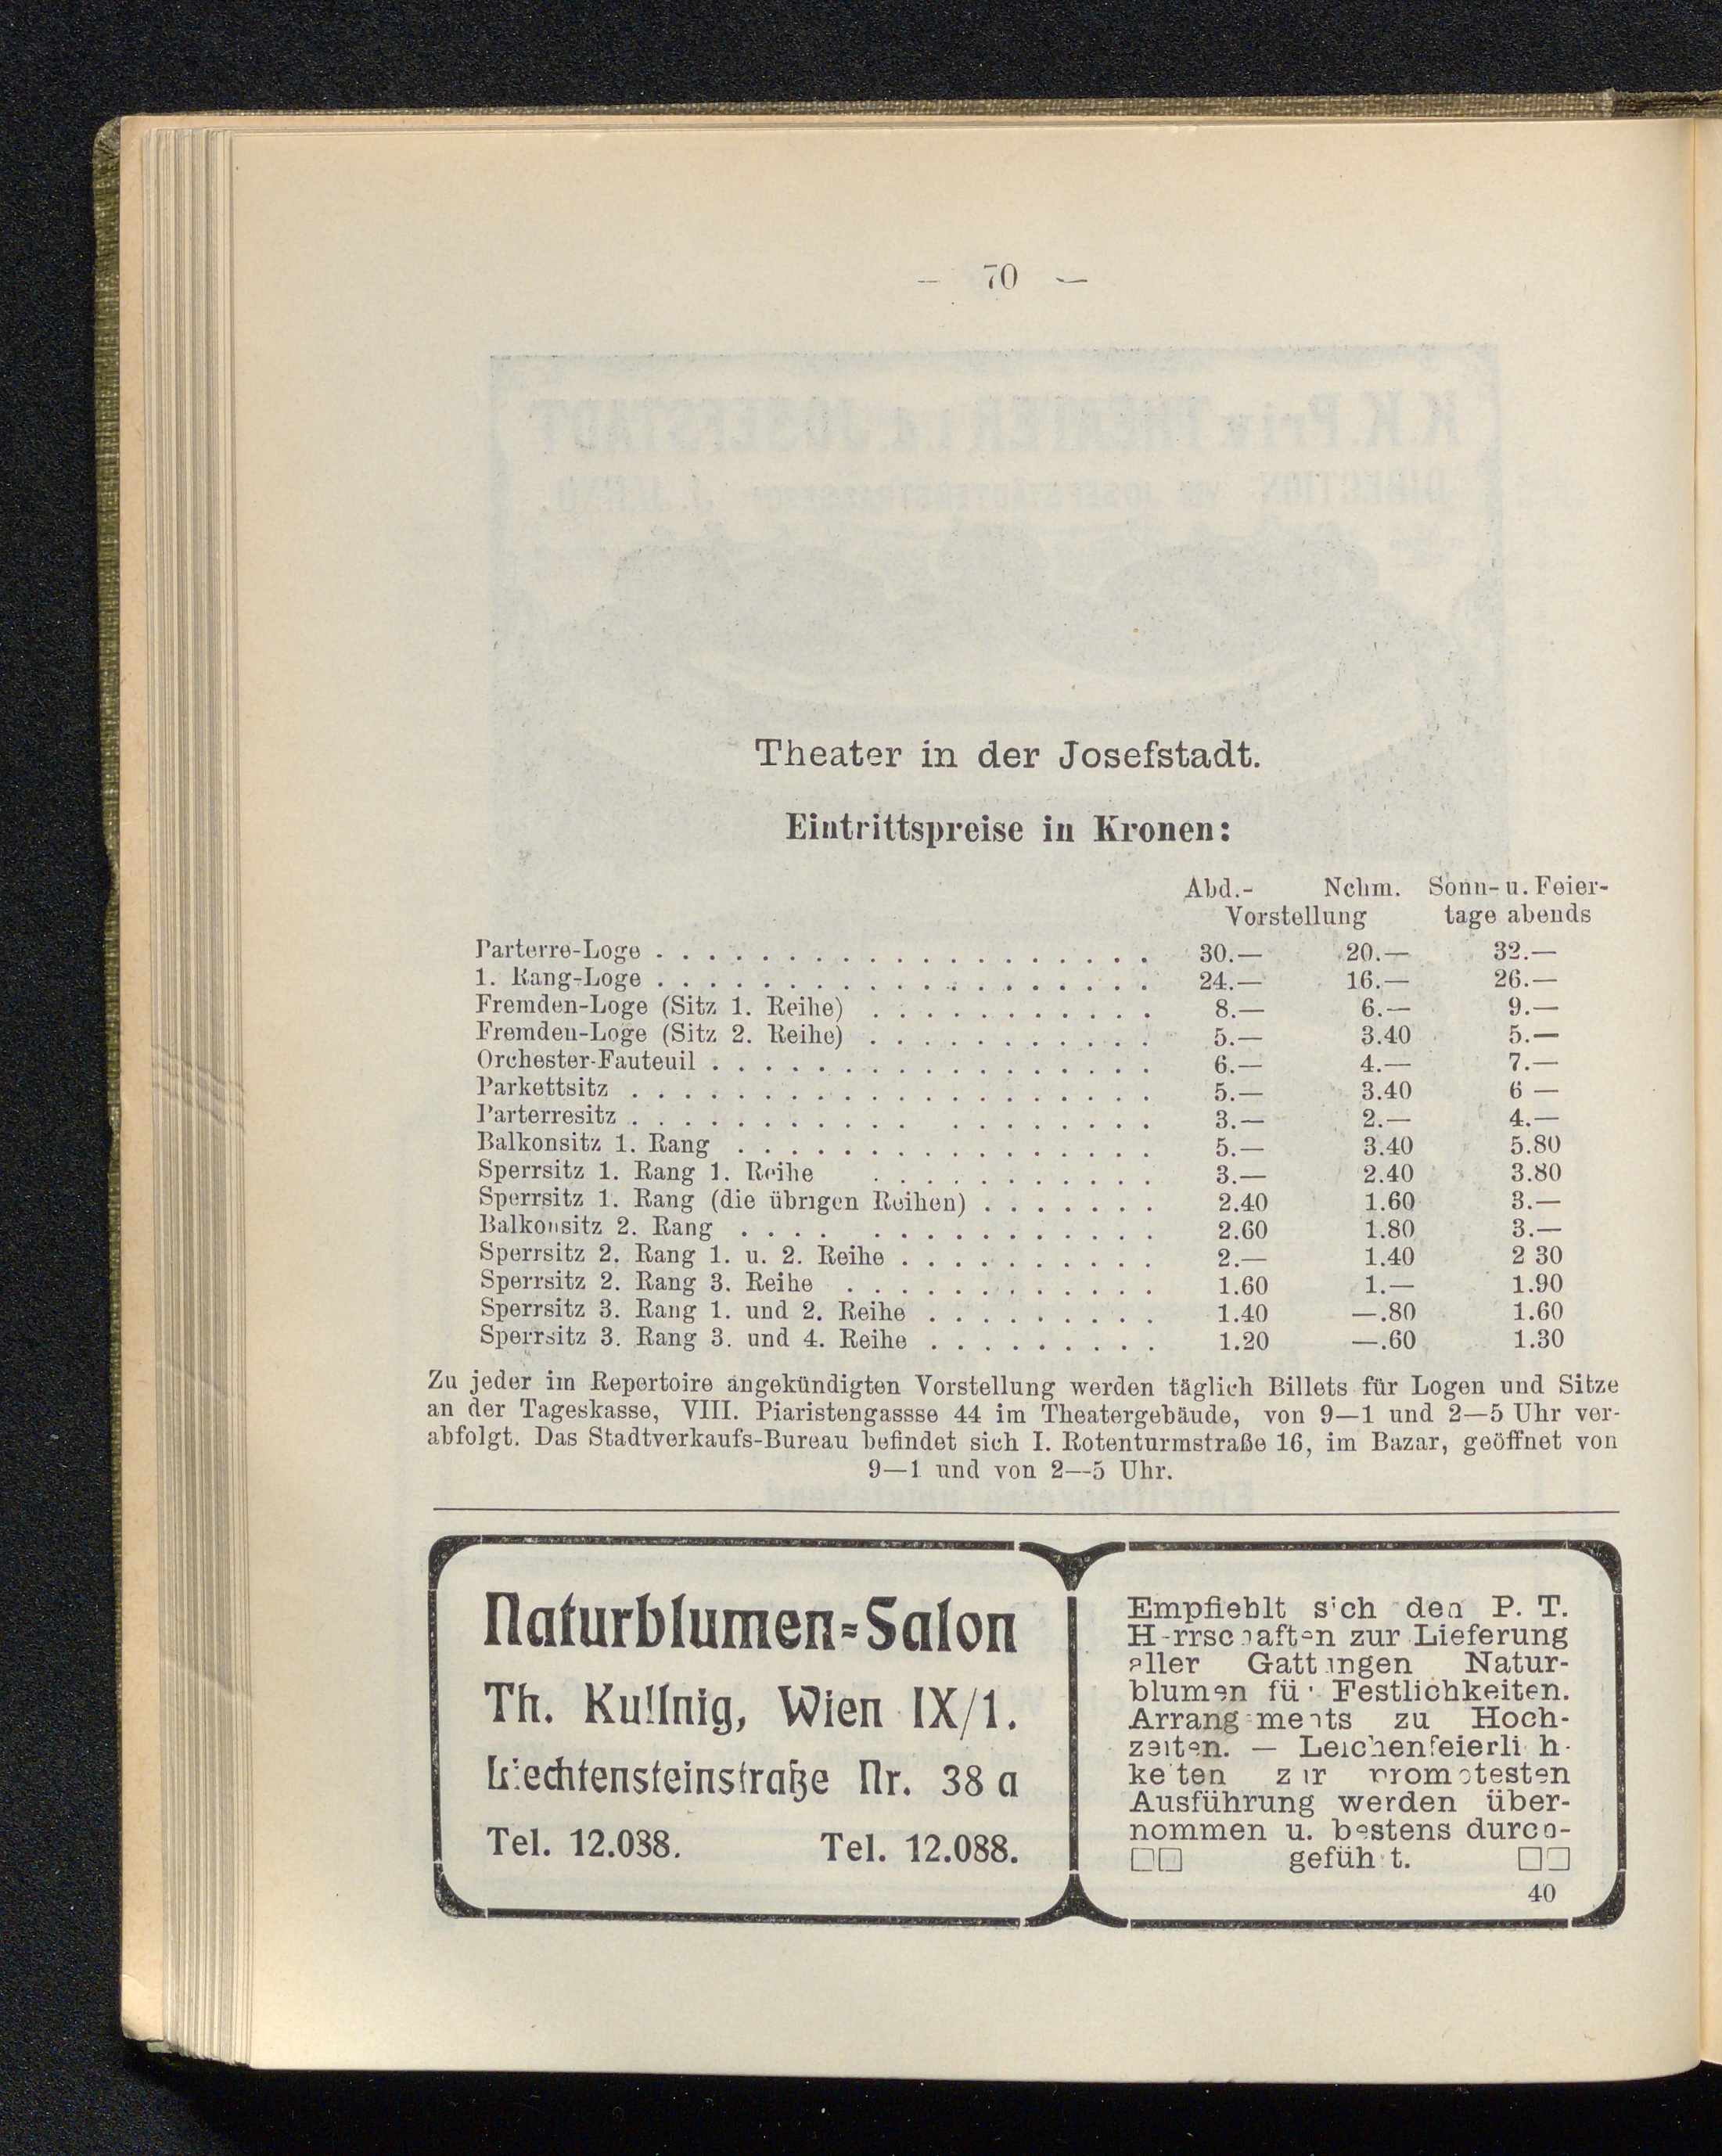 — 70 —
Theater in der Josefstadt.
Eintrittspreise in Kronen:
Abd.- Nchm. Sonn- u. Feier-
Vorstellung tage abends
Parterre-Loge . . . . . . . . . . . . . . . . . . . 30.— 20.— 32.—
1. Rang-Loge . . . . . . . . . . . . . . . . . . . 24.— 16.— 26.—
Fremden-Loge (Sitz 1. Reihe) . . . . . . . . . . . 8.— 6.— 9.—
Fremden-Loge (Sitz 2. Reihe) . . . . . . . . . . . 5.— 3.40 5.—
Orchester-Fauteuil . . . . . . . . . . . . . . . . . 6.— 4.— 7.—
Parkettsitz . . . . . . . . . . . . . . . . . . . . 5.— 3.40 6 —
Parterresitz . . . . . . . . . . . . . . . . . . . 3.— 2.— 4.—
Balkonsitz 1. Rang . . . . . . . . . . . . . . . . 5.— 3.40 5.80
Sperrsitz 1. Rang 1. Reihe . . . . . . . . . . . 3.— 2.40 3.80
Sperrsitz 1. Rang (die übrigen Reihen) . . . . . . . 2.40 1.60 3.—
Balkonsitz 2. Rang . . . . . . . . . . . . . . . 2.60 1.80 3.—
Sperrsitz 2. Rang 1. u. 2. Reihe . . . . . . . . . . 2.— 1.40 2 30
Sperrsitz 2. Rang 3. Reihe . . . . . . . . . . . . 1.60 1.— 1.90
Sperrsitz 3. Rang 1. und 2. Reihe . . . . . . . . . 1.40 —.80 1.60
Sperrsitz 3. Rang 3. und 4. Reihe . . . . . . . . . 1.20 —.60 1.30
Zu jeder im Repertoire angekündigten Vorstellung werden täglich Billets für Logen und Sitze
an der Tageskasse, VIII. Piaristengassse 44 im Theatergebäude, von 9—1 und 2—5 Uhr ver-
abfolgt. Das Stadtverkaufs-Bureau befindet sich I. Rotenturmstraße 16, im Bazar, geöffnet von
9—1 und von 2—5 Uhr.
Naturblumen-Salon
Th. Kullnig, Wien IX/1.
Liechtensteinstraße Nr. 38 a
Tel. 12.088. Tel. 12.088.
Empfiehlt sich den P. T.
Herrschaften zur Lieferung
aller Gattungen Natur-
blumen für Festlichkeiten.
Arrangements zu Hoch-
zeiten. — Leichenfeierlich-
keiten zur promptesten
Ausführung werden über-
nommen u. bestens durch-
□□ geführt. □□
40